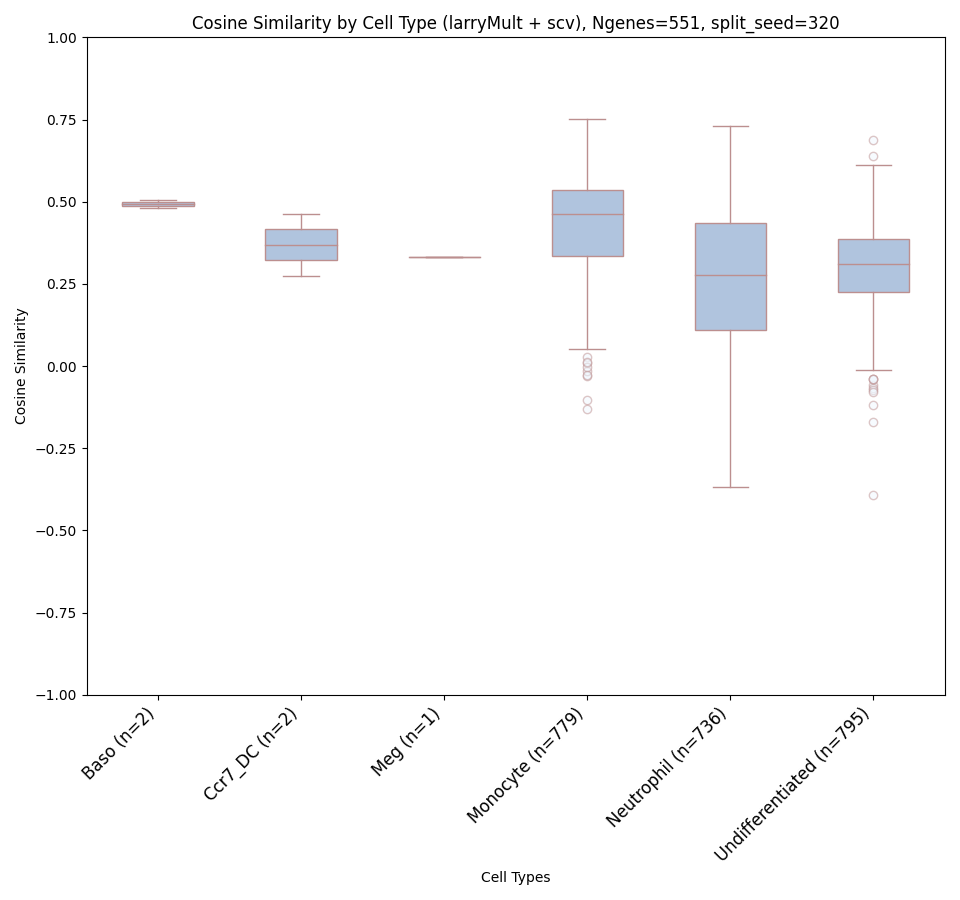 Cosine Similarity by Cell Type (larryMult + scv), Ngenes=551, split_seed=320
1.00
0.75
0.50
0.25
0.00
−0.25
−0.50
−0.75
−1.00
Cosine Similarity
Baso (n=2)
Ccr7_DC (n=2)
Meg (n=1)
Monocyte (n=779)
Neutrophil (n=736)
Undifferentiated (n=795)
Cell Types